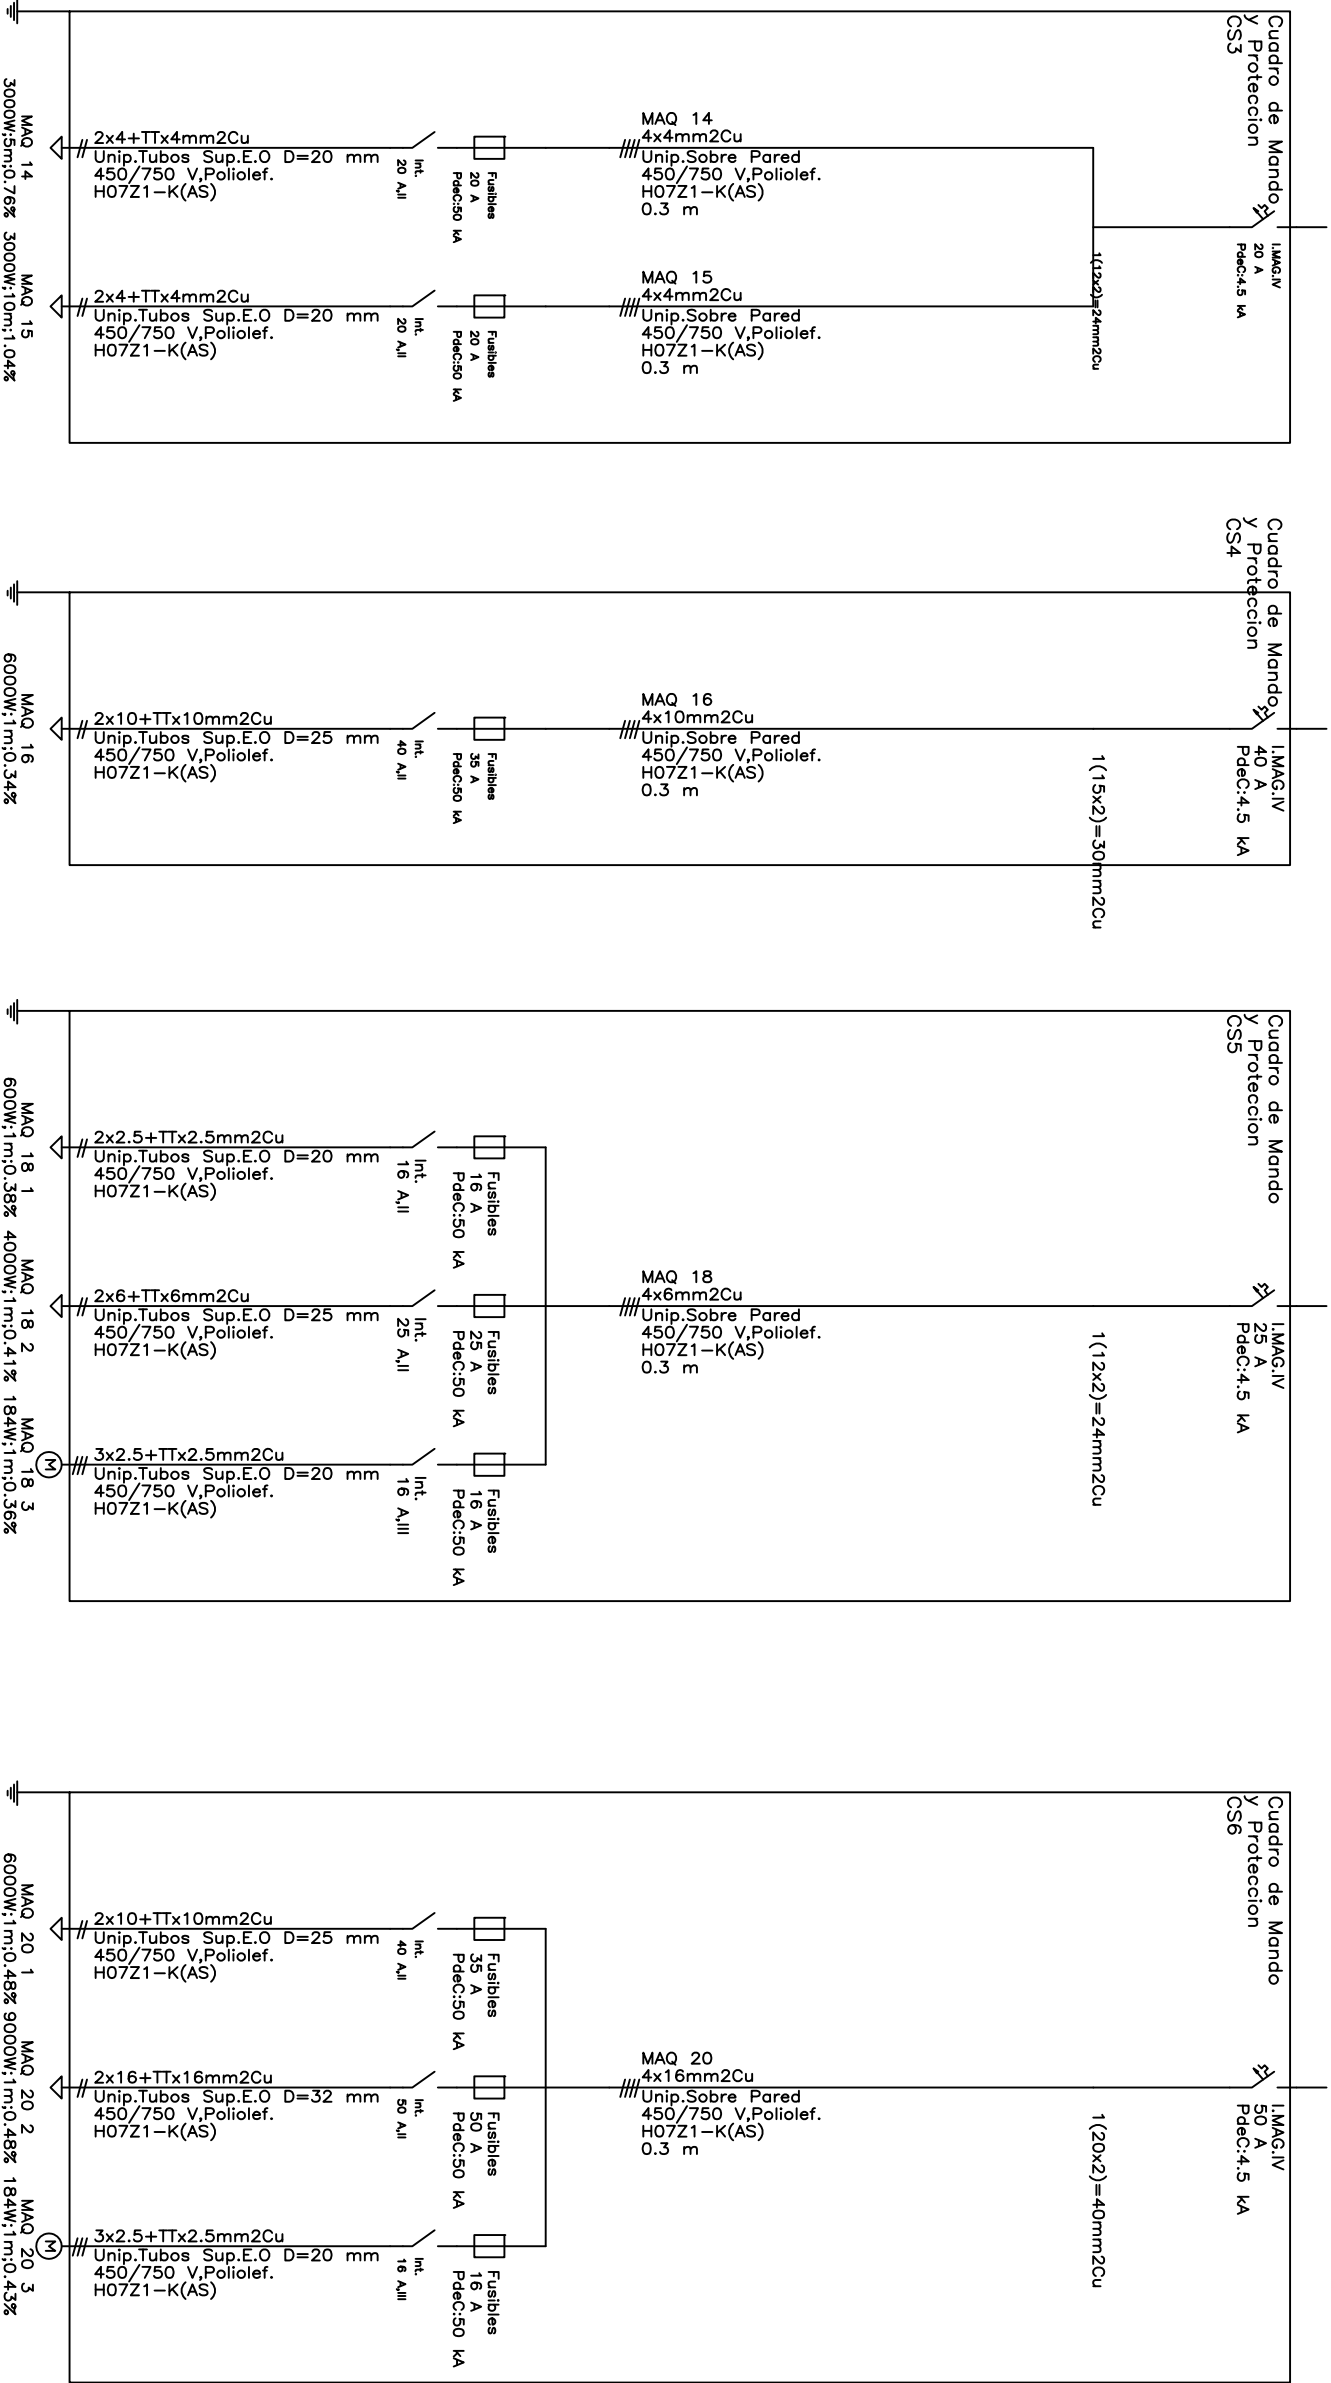 Cuadro de Mando
y Proteccion
CS3
I.MAG.IV
20 A
PdeC:4.5 kA
1(12x2)=24mm2Cu
MAQ 14
4x4mm2Cu
Unip.Sobre Pared
450/750 V,Poliolef.
H07Z1-K(AS)
0.3 m
Fusibles
20 A
PdeC:50 kA
Int.
20 A,II
2x4+TTx4mm2Cu
Unip.Tubos Sup.E.O D=20 mm
450/750 V,Poliolef.
H07Z1-K(AS)
MAQ 14
3000W;5m;0.76%
MAQ 15
4x4mm2Cu
Unip.Sobre Pared
450/750 V,Poliolef.
H07Z1-K(AS)
0.3 m
Fusibles
20 A
PdeC:50 kA
Int.
20 A,II
2x4+TTx4mm2Cu
Unip.Tubos Sup.E.O D=20 mm
450/750 V,Poliolef.
H07Z1-K(AS)
MAQ 15
3000W;10m;1.04%
Cuadro de Mando
y Proteccion
CS4
I.MAG.IV
40 A
PdeC:4.5 kA
1(15x2)=30mm2Cu
MAQ 16
4x10mm2Cu
Unip.Sobre Pared
450/750 V,Poliolef.
H07Z1-K(AS)
0.3 m
Fusibles
35 A
PdeC:50 kA
Int.
40 A,II
2x10+TTx10mm2Cu
Unip.Tubos Sup.E.O D=25 mm
450/750 V,Poliolef.
H07Z1-K(AS)
MAQ 16
6000W;1m;0.34%
Cuadro de Mando
y Proteccion
CS5
I.MAG.IV
25 A
PdeC:4.5 kA
1(12x2)=24mm2Cu
MAQ 18
4x6mm2Cu
Unip.Sobre Pared
450/750 V,Poliolef.
H07Z1-K(AS)
0.3 m
Fusibles
16 A
PdeC:50 kA
Int.
16 A,II
2x2.5+TTx2.5mm2Cu
Unip.Tubos Sup.E.O D=20 mm
450/750 V,Poliolef.
H07Z1-K(AS)
MAQ 18 1
600W;1m;0.38%
Fusibles
25 A
PdeC:50 kA
Int.
25 A,II
2x6+TTx6mm2Cu
Unip.Tubos Sup.E.O D=25 mm
450/750 V,Poliolef.
H07Z1-K(AS)
MAQ 18 2
4000W;1m;0.41%
Fusibles
16 A
PdeC:50 kA
Int.
16 A,III
3x2.5+TTx2.5mm2Cu
Unip.Tubos Sup.E.O D=20 mm
450/750 V,Poliolef.
H07Z1-K(AS)
M
MAQ 18 3
184W;1m;0.36%
Cuadro de Mando
y Proteccion
CS6
I.MAG.IV
50 A
PdeC:4.5 kA
1(20x2)=40mm2Cu
MAQ 20
4x16mm2Cu
Unip.Sobre Pared
450/750 V,Poliolef.
H07Z1-K(AS)
0.3 m
Fusibles
35 A
PdeC:50 kA
Int.
40 A,II
2x10+TTx10mm2Cu
Unip.Tubos Sup.E.O D=25 mm
450/750 V,Poliolef.
H07Z1-K(AS)
MAQ 20 1
6000W;1m;0.48%
Fusibles
50 A
PdeC:50 kA
Int.
50 A,II
2x16+TTx16mm2Cu
Unip.Tubos Sup.E.O D=32 mm
450/750 V,Poliolef.
H07Z1-K(AS)
MAQ 20 2
9000W;1m;0.48%
Fusibles
16 A
PdeC:50 kA
Int.
16 A,III
3x2.5+TTx2.5mm2Cu
Unip.Tubos Sup.E.O D=20 mm
450/750 V,Poliolef.
H07Z1-K(AS)
M
MAQ 20 3
184W;1m;0.43%